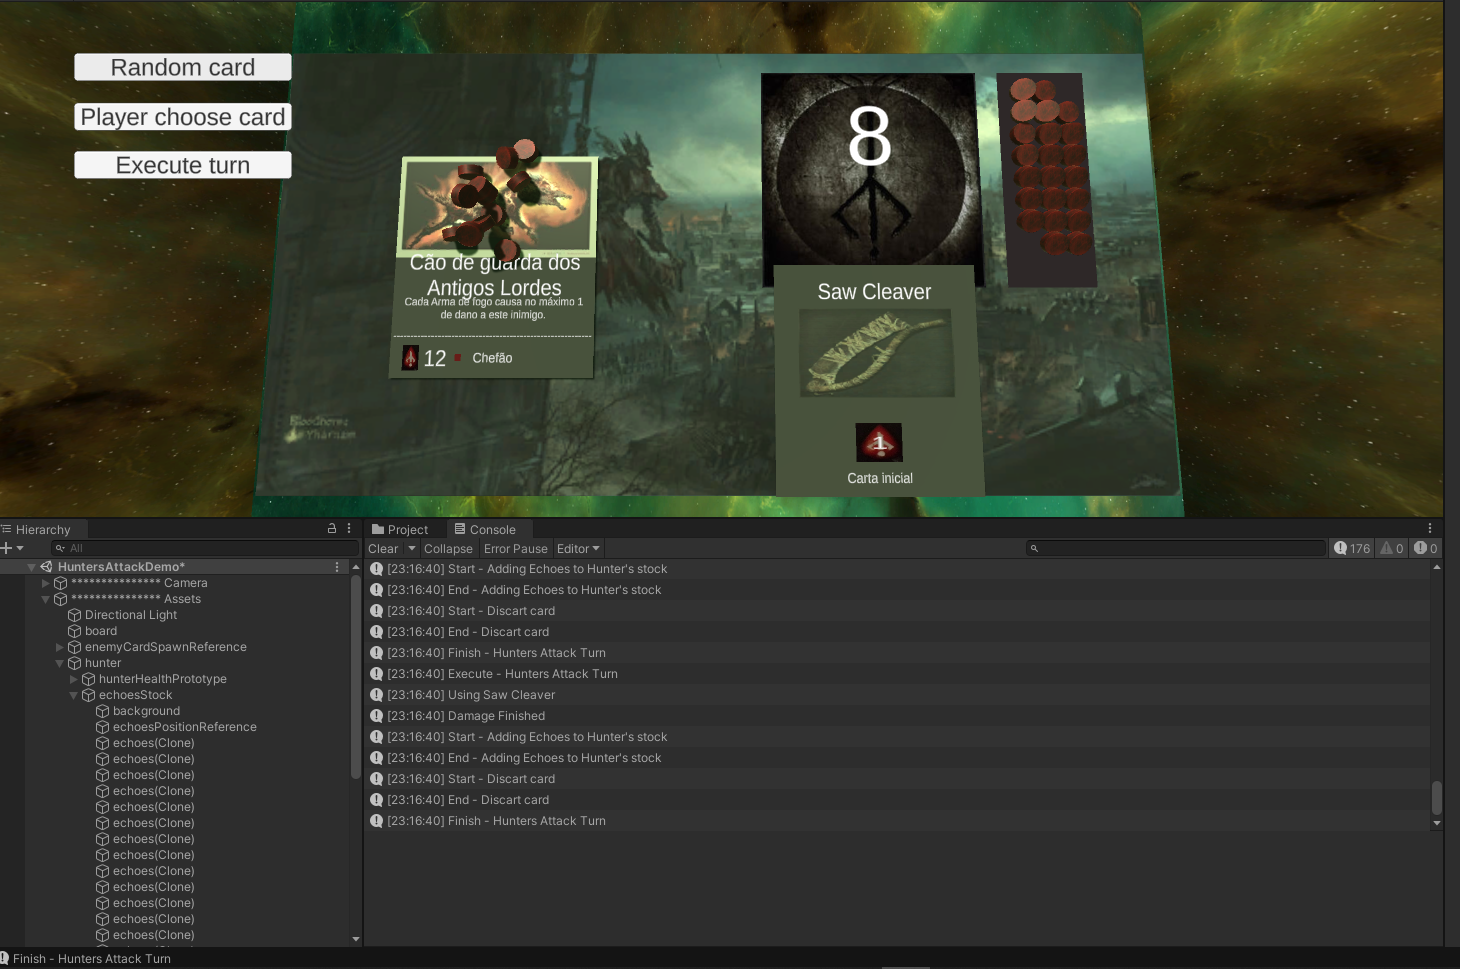 Random card
Player choose card
Execute turn
8
Cão de guarda dos
Antigos Lordes
Cada Arma de fogo causa no máximo 1
de dano a este inimigo.
12
Chefão
Saw Cleaver
1
Carta inicial
Bloodborne
Yharnam
Hierarchy
All
HuntersAttackDemo*
*************** Camera
*************** Assets
Directional Light
board
enemyCardSpawnReference
hunter
hunterHealthPrototype
echoesStock
background
echoesPositionReference
echoes(Clone)
echoes(Clone)
echoes(Clone)
echoes(Clone)
echoes(Clone)
echoes(Clone)
echoes(Clone)
echoes(Clone)
echoes(Clone)
echoes(Clone)
echoes(Clone)
echoes(Clone)
echoes(Clone)
Project
Console
Clear
Collapse
Error Pause
Editor
176
0
0
[23:16:40] Start - Adding Echoes to Hunter's stock
[23:16:40] End - Adding Echoes to Hunter's stock
[23:16:40] Start - Discart card
[23:16:40] End - Discart card
[23:16:40] Finish - Hunters Attack Turn
[23:16:40] Execute - Hunters Attack Turn
[23:16:40] Using Saw Cleaver
[23:16:40] Damage Finished
[23:16:40] Start - Adding Echoes to Hunter's stock
[23:16:40] End - Adding Echoes to Hunter's stock
[23:16:40] Start - Discart card
[23:16:40] End - Discart card
[23:16:40] Finish - Hunters Attack Turn
Finish - Hunters Attack Turn